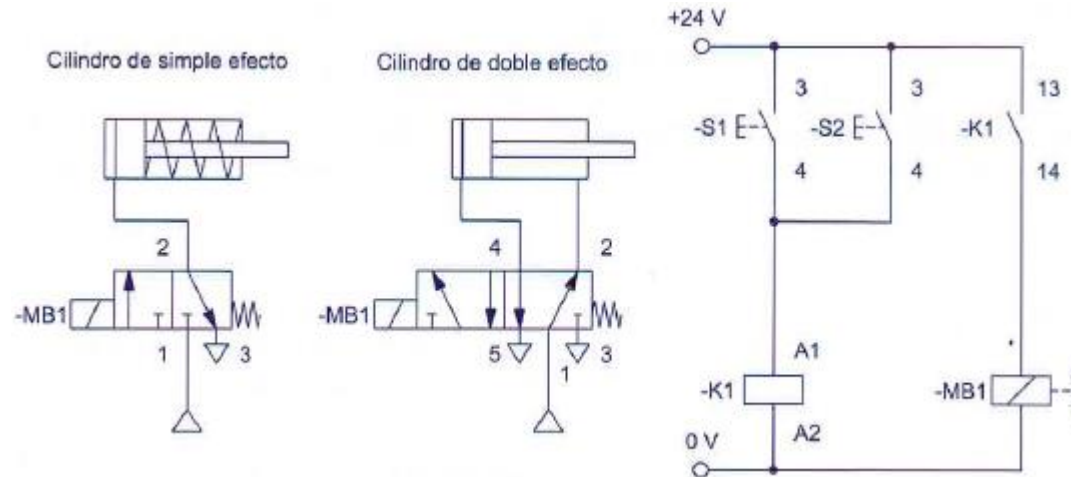 +24 V
Cilindro de simple efecto
Cilindro de doble efecto
3
3
13
-S1
-S2
-K1
4
4
14
2
4
2
-MB1
1
3
-MB1
5
1
3
A1
-K1
-MB1
A2
0 V